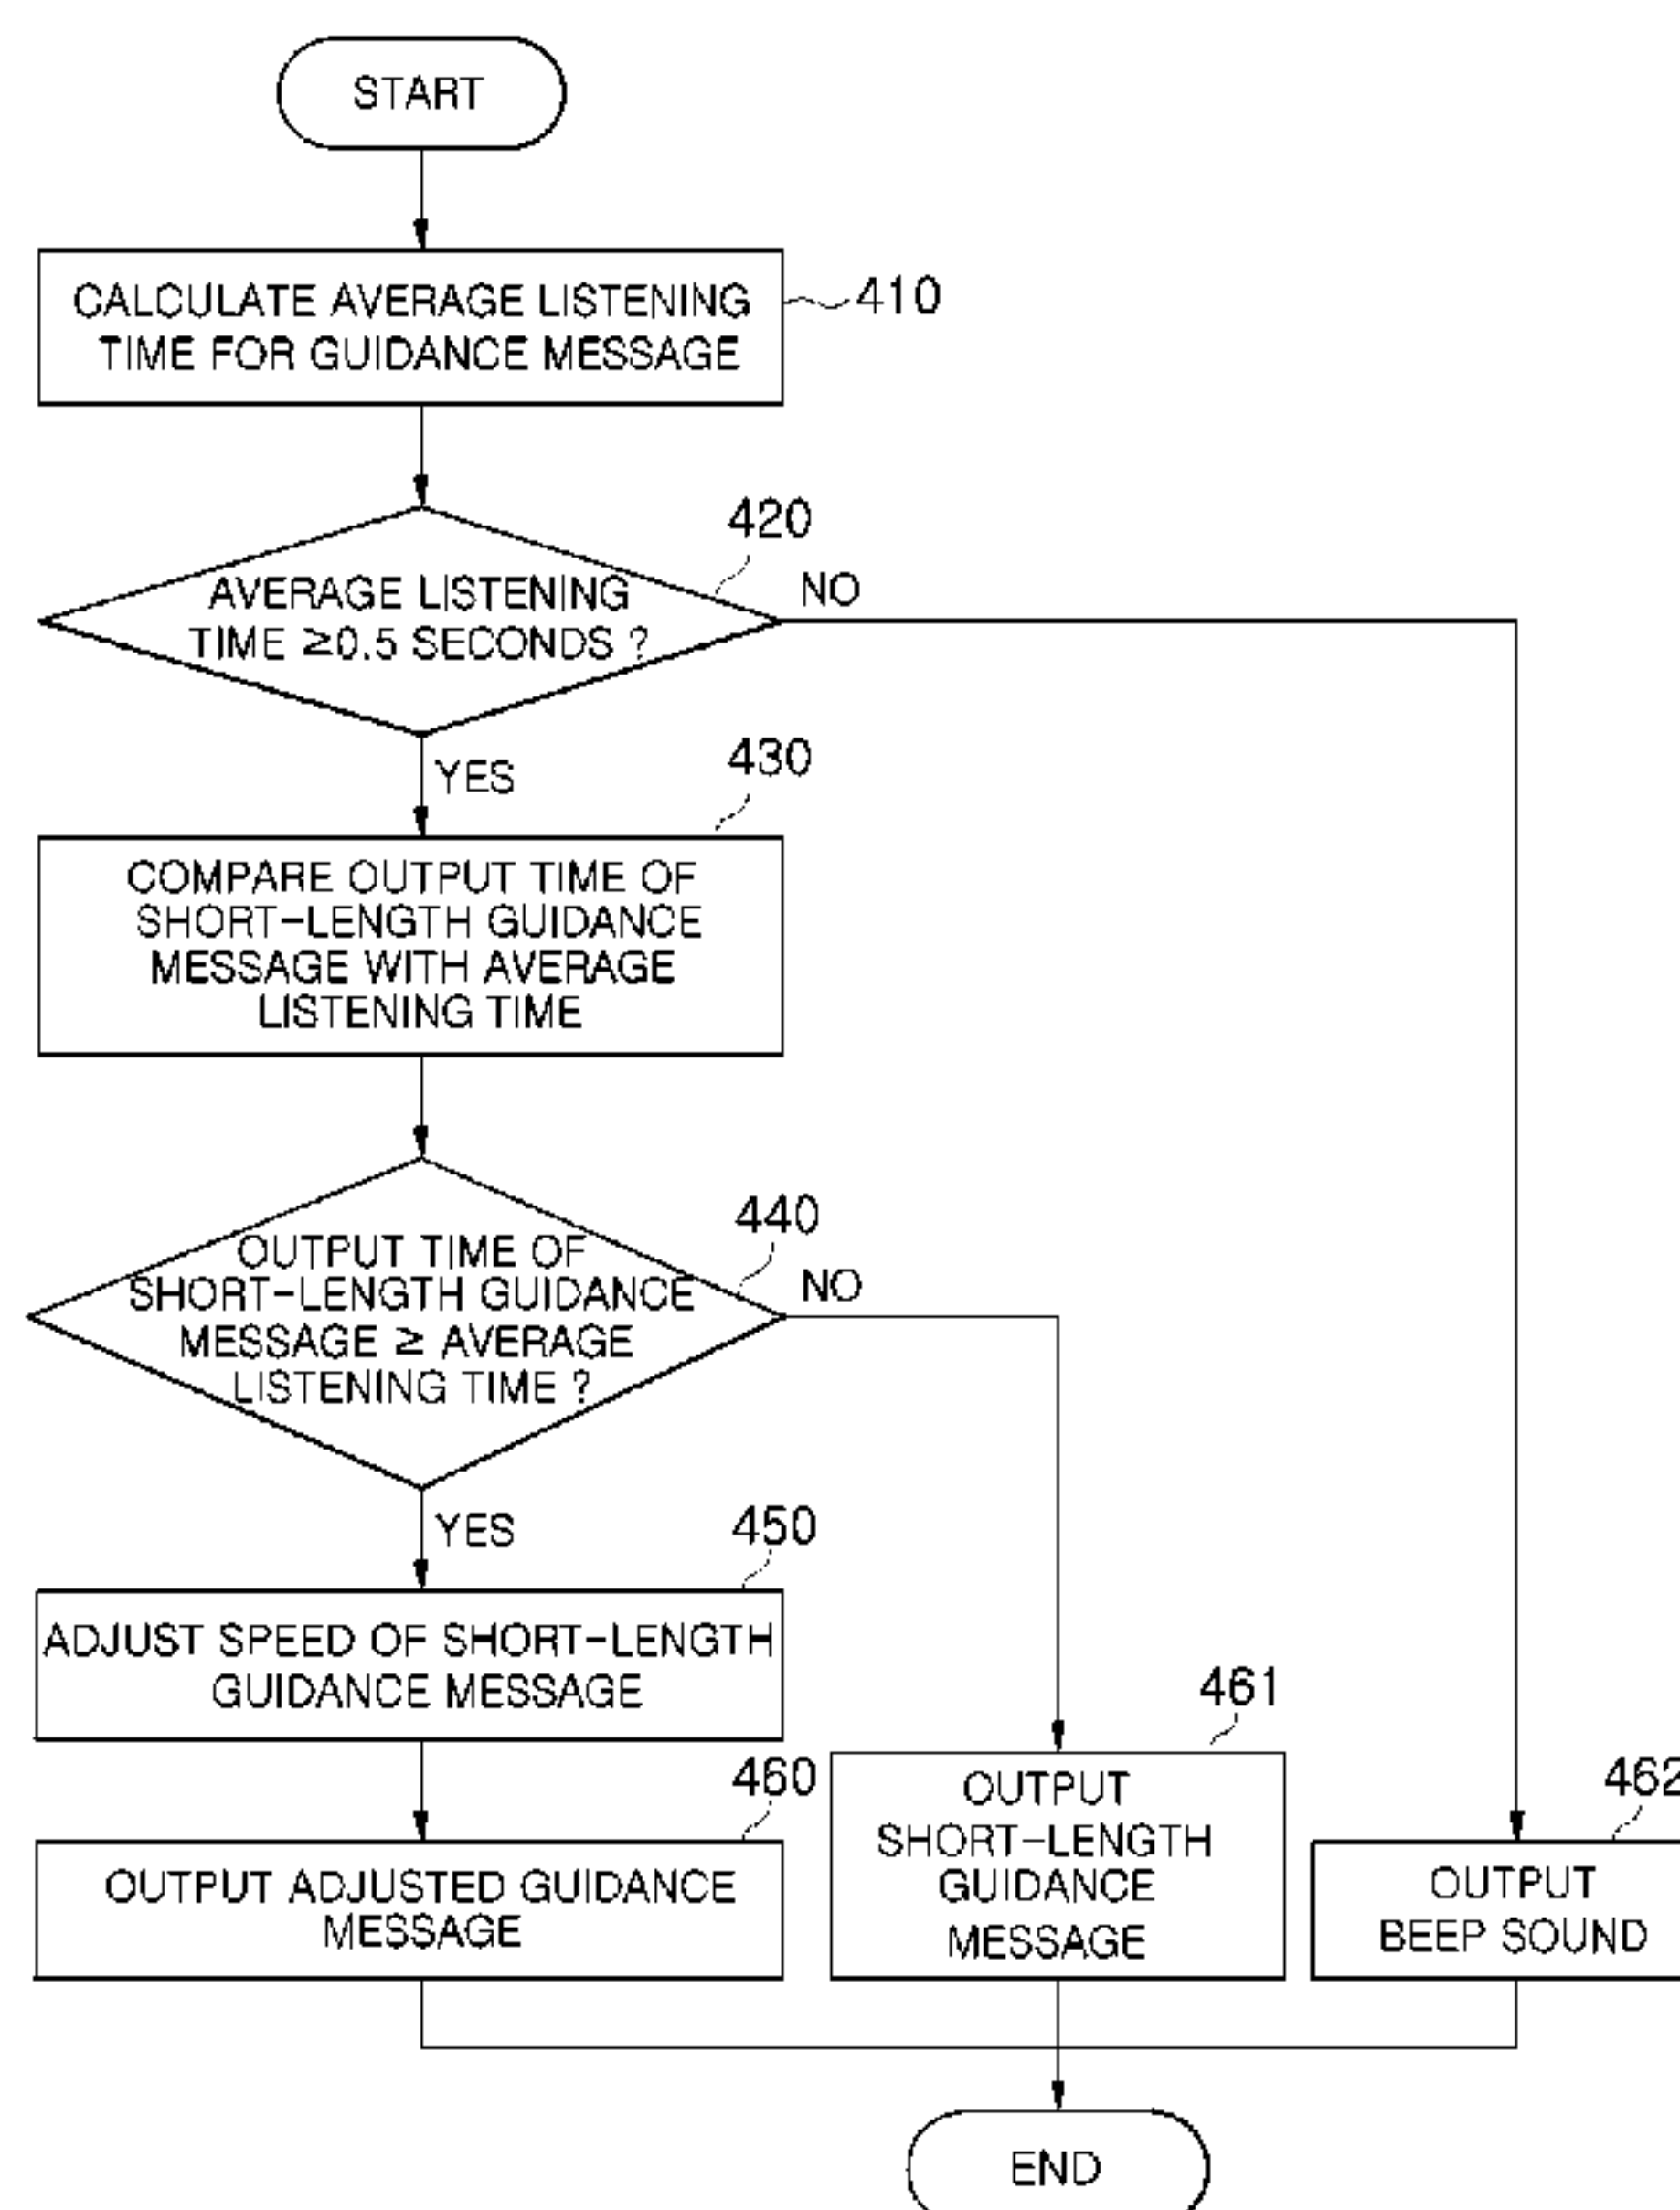 START
CALCULATE AVERAGE LISTENING
TIME FOR GUIDANCE MESSAGE
410
420
AVERAGE LISTENING
TIME ≥0.5 SECONDS ?
NO
YES
430
COMPARE OUTPUT TIME OF
SHORT-LENGTH GUIDANCE
MESSAGE WITH AVERAGE
LISTENING TIME
440
OUTPUT TIME OF
SHORT-LENGTH GUIDANCE
MESSAGE ≥ AVERAGE
LISTENING TIME ?
NO
YES
450
ADJUST SPEED OF SHORT-LENGTH
GUIDANCE MESSAGE
460
OUTPUT ADJUSTED GUIDANCE
MESSAGE
461
OUTPUT
SHORT-LENGTH
GUIDANCE
MESSAGE
462
OUTPUT
BEEP SOUND
END